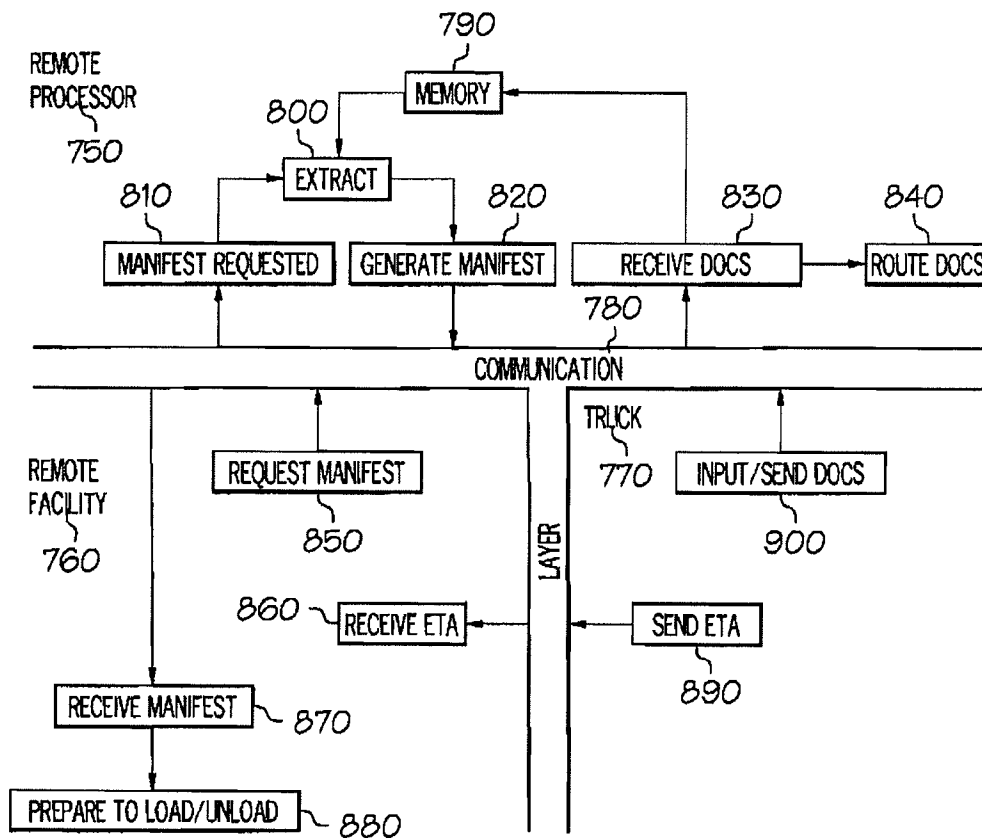 790
REMOTE
PROCESSOR
750
MEMORY
800
EXTRACT
810
820
830
840
MANIFEST REQUESTED
GENERATE MANIFEST
RECEIVE DOCS
ROUTE DOCS
780
COMMUNICATION
TRUCK
770
REQUEST MANIFEST
850
INPUT/SEND DOCS
900
REMOTE
FACILITY
760
LAYER
860
RECEIVE ETA
SEND ETA
890
RECEIVE MANIFEST
870
PREPARE TO LOAD/UNLOAD
880